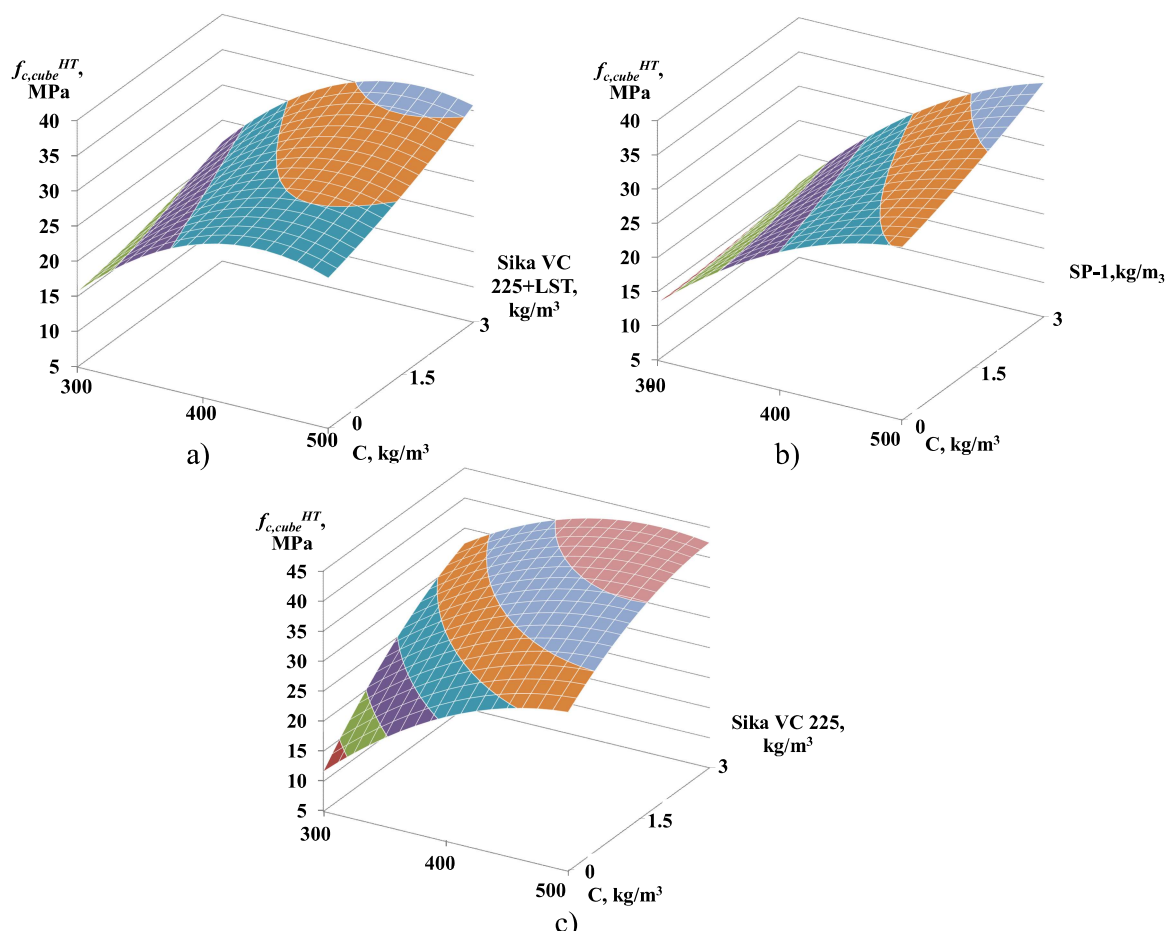 f_c,cube^HT,
MPa
40
35
30
25
20
15
10
5
300
400
500
C, kg/m³
0
1.5
3
Sika VC
225+LST,
kg/m³
a)
f_c,cube^HT,
MPa
40
35
30
25
20
15
10
5
300
400
500
C, kg/m³
0
1.5
3
SP-1,kg/m₃
b)
f_c,cube^HT,
MPa
45
40
35
30
25
20
15
10
5
300
400
500
C, kg/m³
0
1.5
3
Sika VC 225,
kg/m³
c)